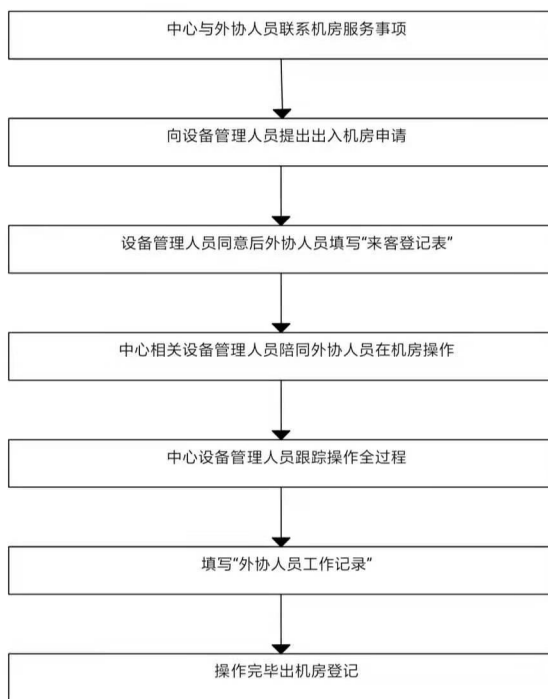 中心与外协人员联系机房服务事项
向设备管理人员提出出入机房申请
设备管理人员同意后外协人员填写“来客登记表”
中心相关设备管理人员陪同外协人员在机房操作
中心设备管理人员跟踪操作全过程
填写“外协人员工作记录”
操作完毕出机房登记